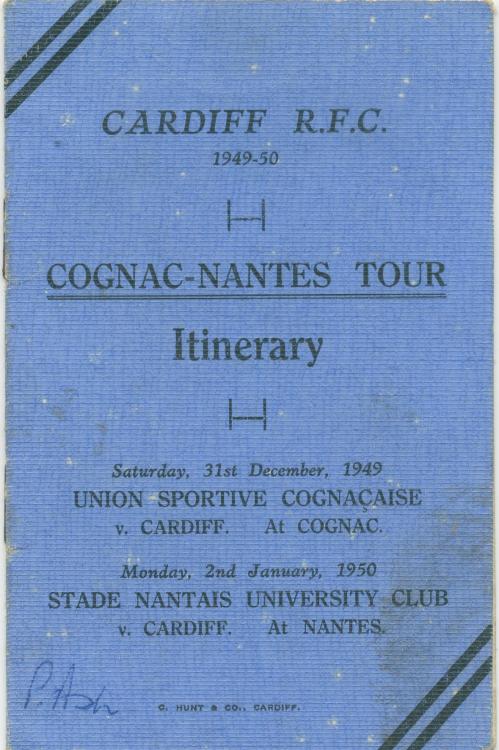 CARDIFF R.F.C.
1949-50
COGNAC-NANTES TOUR
Itinerary
Saturday, 31st December, 1949
UNION SPORTIVE COGNAÇAISE
v. CARDIFF. At COGNAC.
Monday, 2nd January, 1950
STADE NANTAIS UNIVERSITY CLUB
v. CARDIFF. At NANTES.
P. Ash
C. HUNT & CO., CARDIFF.